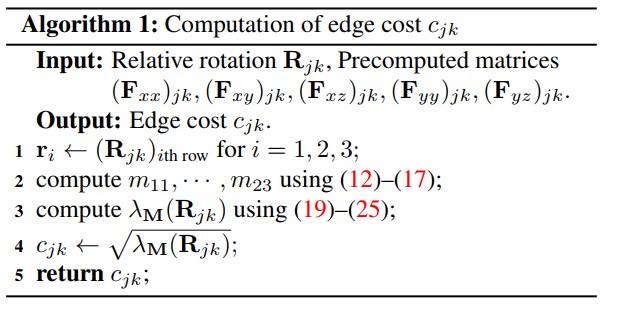 Algorithm 1: Computation of edge cost $c_{jk}$
Input: Relative rotation $\mathbf{R}_{jk}$, Precomputed matrices
$(\mathbf{F}_{xx})_{jk}, (\mathbf{F}_{xy})_{jk}, (\mathbf{F}_{xz})_{jk}, (\mathbf{F}_{yy})_{jk}, (\mathbf{F}_{yz})_{jk}.$
Output: Edge cost $c_{jk}$.
1 $\mathbf{r}_i \leftarrow (\mathbf{R}_{jk})_{i\text{th row}}$ for $i = 1, 2, 3$;
2 compute $m_{11}, \cdots, m_{23}$ using (12)–(17);
3 compute $\lambda_{\mathbf{M}}(\mathbf{R}_{jk})$ using (19)–(25);
4 $c_{jk} \leftarrow \sqrt{\lambda_{\mathbf{M}}(\mathbf{R}_{jk})}$;
5 return $c_{jk}$;